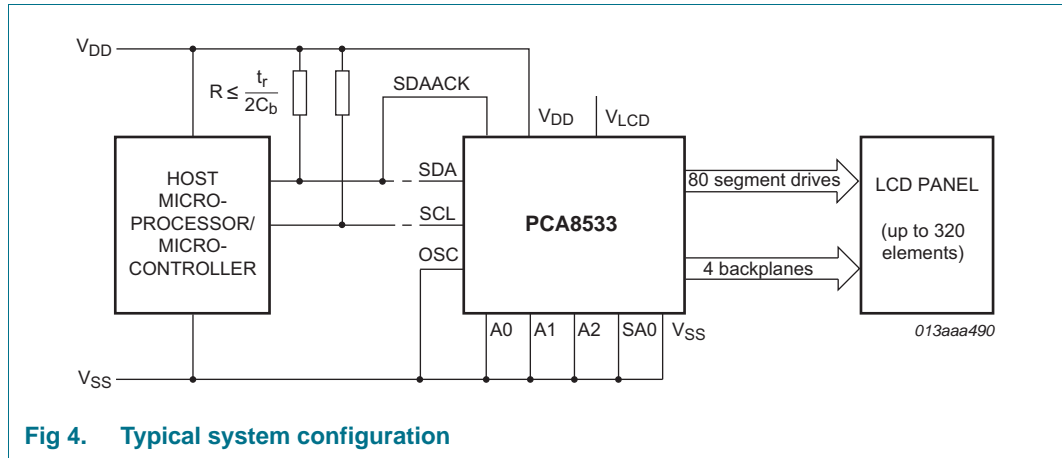 VDD
R ≤ tr
2Cb
SDAACK
VDD
VLCD
HOST
MICRO-
PROCESSOR/
MICRO-
CONTROLLER
SDA
SCL
OSC
PCA8533
80 segment drives
4 backplanes
LCD PANEL
(up to 320
elements)
A0 A1 A2 SA0 VSS
013aaa490
VSS
Fig 4. Typical system configuration